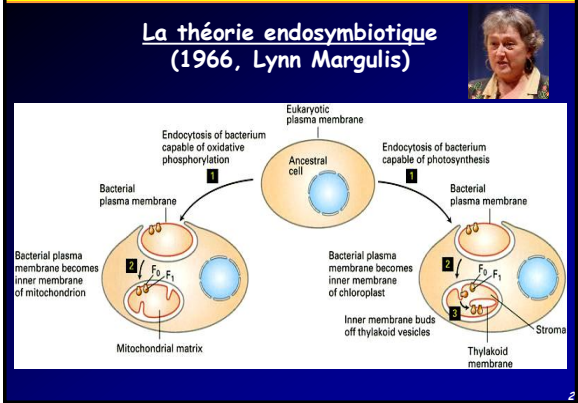 La théorie endosymbiotique
(1966, Lynn Margulis)
Eukaryotic
plasma membrane
Endocytosis of bacterium
capable of oxidative
phosphorylation
1
Ancestral
cell
Endocytosis of bacterium
capable of photosynthesis
1
Bacterial
plasma membrane
Bacterial
plasma membrane
Bacterial plasma
membrane becomes
inner membrane
of mitochondrion
2
F0
F1
Mitochondrial matrix
Bacterial plasma
membrane becomes
inner membrane
of chloroplast
2
F0
F1
3
Inner membrane buds
off thylakoid vesicles
Stroma
Thylakoid
membrane
2